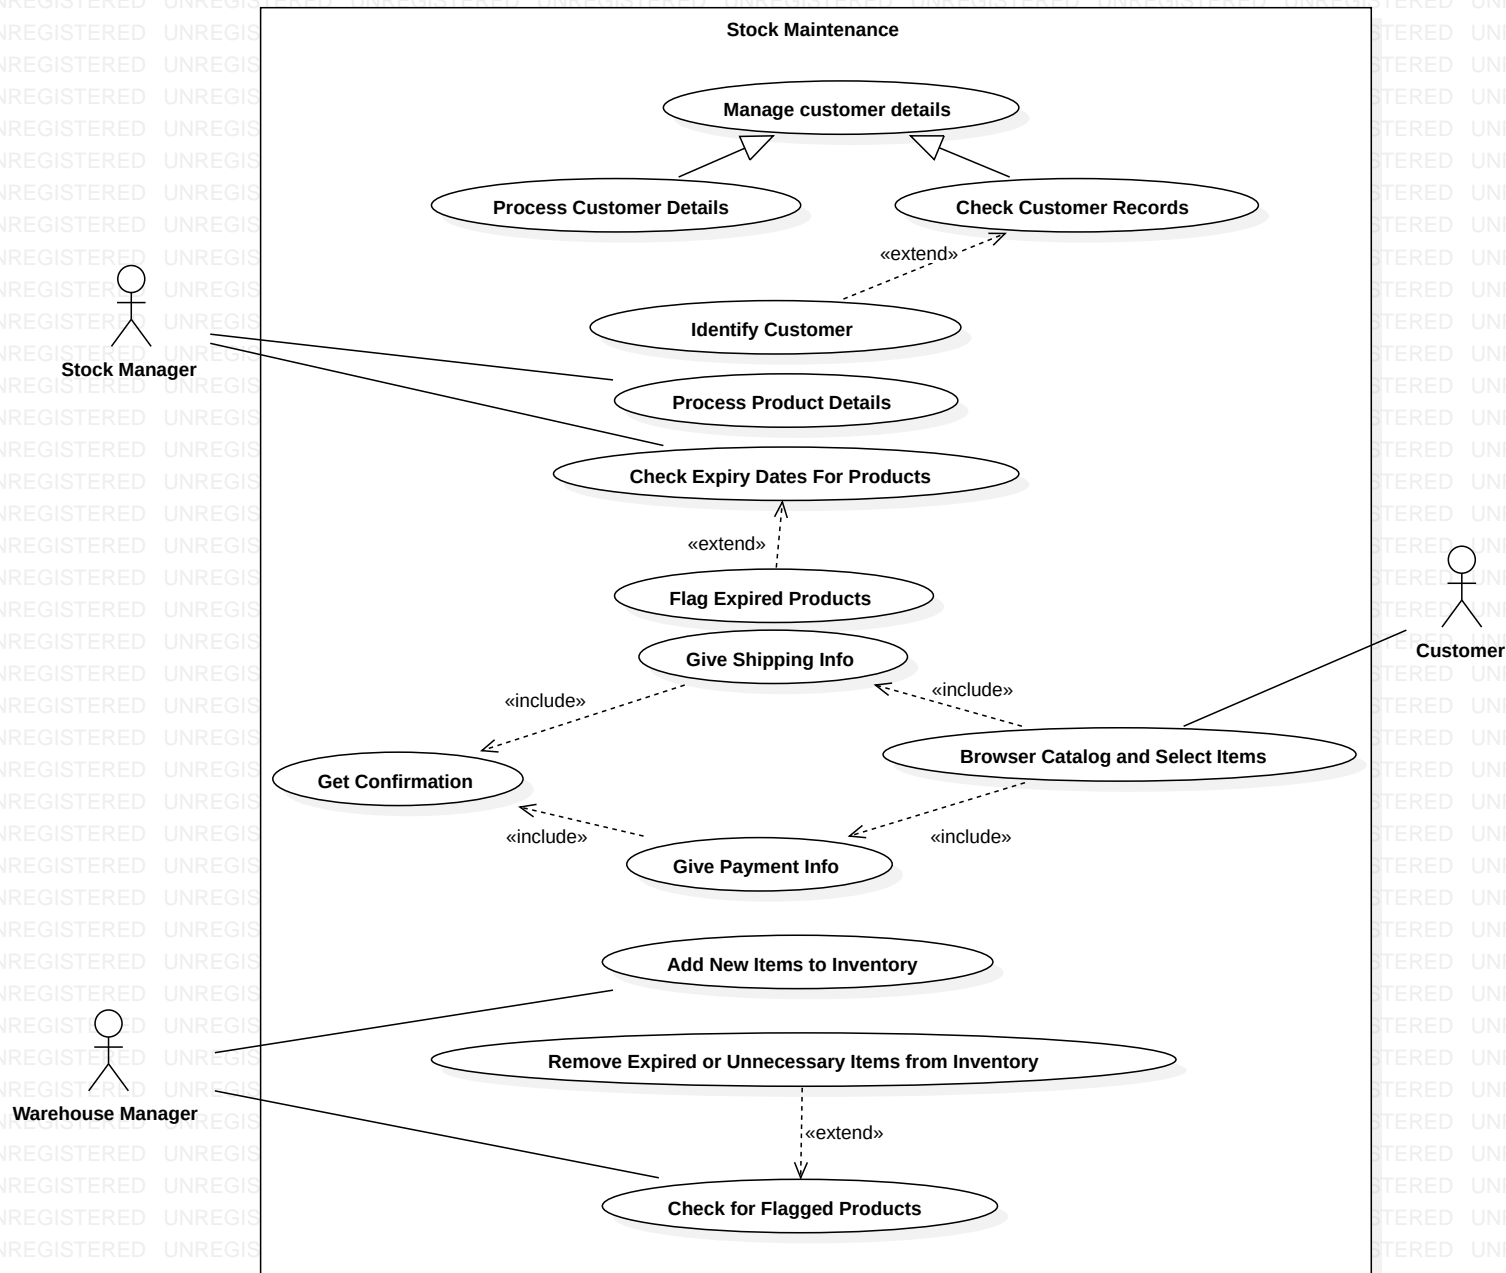 Stock Maintenance
Manage customer details
Process Customer Details
Check Customer Records
«extend»
Identify Customer
Stock Manager
Process Product Details
Check Expiry Dates For Products
«extend»
Flag Expired Products
Give Shipping Info
Customer
«include»
«include»
Browser Catalog and Select Items
Get Confirmation
«include»
«include»
Give Payment Info
Add New Items to Inventory
Remove Expired or Unnecessary Items from Inventory
Warehouse Manager
«extend»
Check for Flagged Products
UNREGISTERED